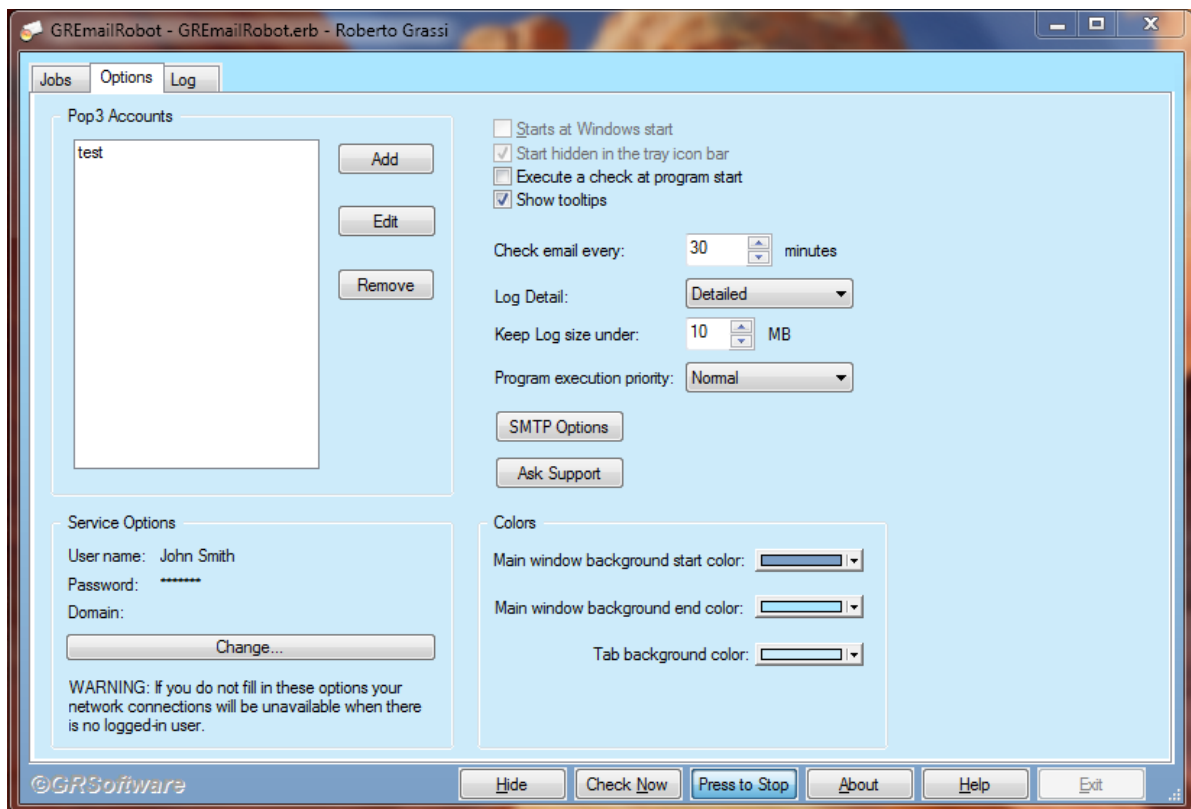 GREmailRobot - GREmailRobot.erb - Roberto Grassi
Jobs Options Log
Pop3 Accounts
test
Add
Edit
Remove
Starts at Windows start
Start hidden in the tray icon bar
Execute a check at program start
Show tooltips
Check email every: 30 minutes
Log Detail: Detailed
Keep Log size under: 10 MB
Program execution priority: Normal
SMTP Options
Ask Support
Service Options
User name: John Smith
Password: *******
Domain:
Change...
WARNING: If you do not fill in these options your
network connections will be unavailable when there
is no logged-in user.
Colors
Main window background start color:
Main window background end color:
Tab background color:
©GRSoftware
Hide Check Now Press to Stop About Help Exit